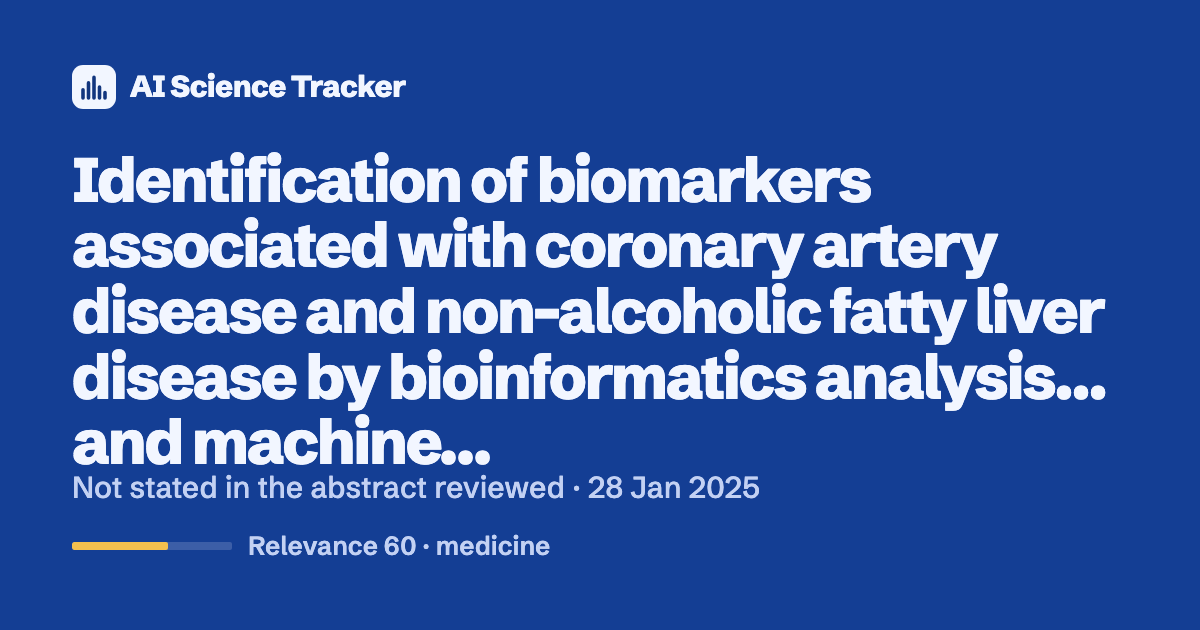 AI Science Tracker
Identification of biomarkers
associated with coronary artery
disease and non-alcoholic fatty liver
disease by bioinformatics analysis...
and machine...
Not stated in the abstract reviewed · 28 Jan 2025
Relevance 60 · medicine